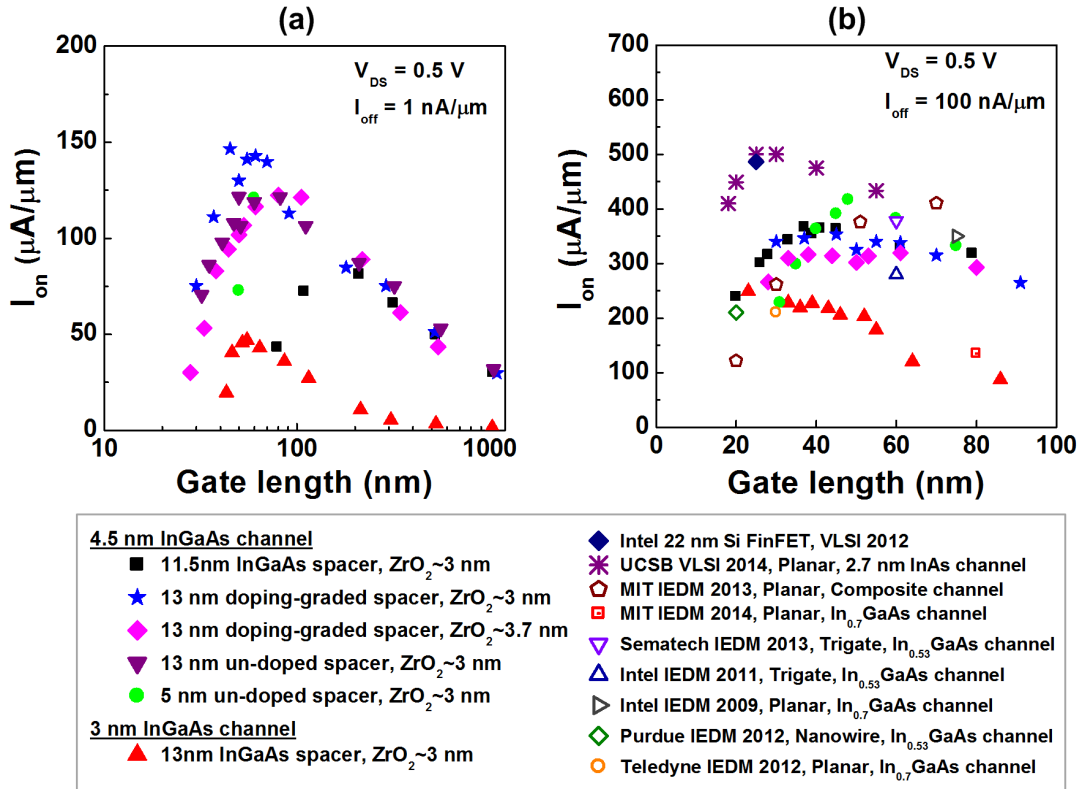 (a)
200
150
100
50
0
10
100
1000
I_on (μA/μm)
Gate length (nm)
V_DS = 0.5 V
I_off = 1 nA/μm
(b)
700
600
500
400
300
200
100
0
0
20
40
60
80
100
I_on (μA/μm)
Gate length (nm)
V_DS = 0.5 V
I_off = 100 nA/μm
4.5 nm InGaAs channel
11.5nm InGaAs spacer, ZrO₂~3 nm
13 nm doping-graded spacer, ZrO₂~3 nm
13 nm doping-graded spacer, ZrO₂~3.7 nm
13 nm un-doped spacer, ZrO₂~3 nm
5 nm un-doped spacer, ZrO₂~3 nm
3 nm InGaAs channel
13nm InGaAs spacer, ZrO₂~3 nm
Intel 22 nm Si FinFET, VLSI 2012
UCSB VLSI 2014, Planar, 2.7 nm InAs channel
MIT IEDM 2013, Planar, Composite channel
MIT IEDM 2014, Planar, In₀.₇GaAs channel
Sematech IEDM 2013, Trigate, In₀.₅₃GaAs channel
Intel IEDM 2011, Trigate, In₀.₅₃GaAs channel
Intel IEDM 2009, Planar, In₀.₇GaAs channel
Purdue IEDM 2012, Nanowire, In₀.₅₃GaAs channel
Teledyne IEDM 2012, Planar, In₀.₇GaAs channel